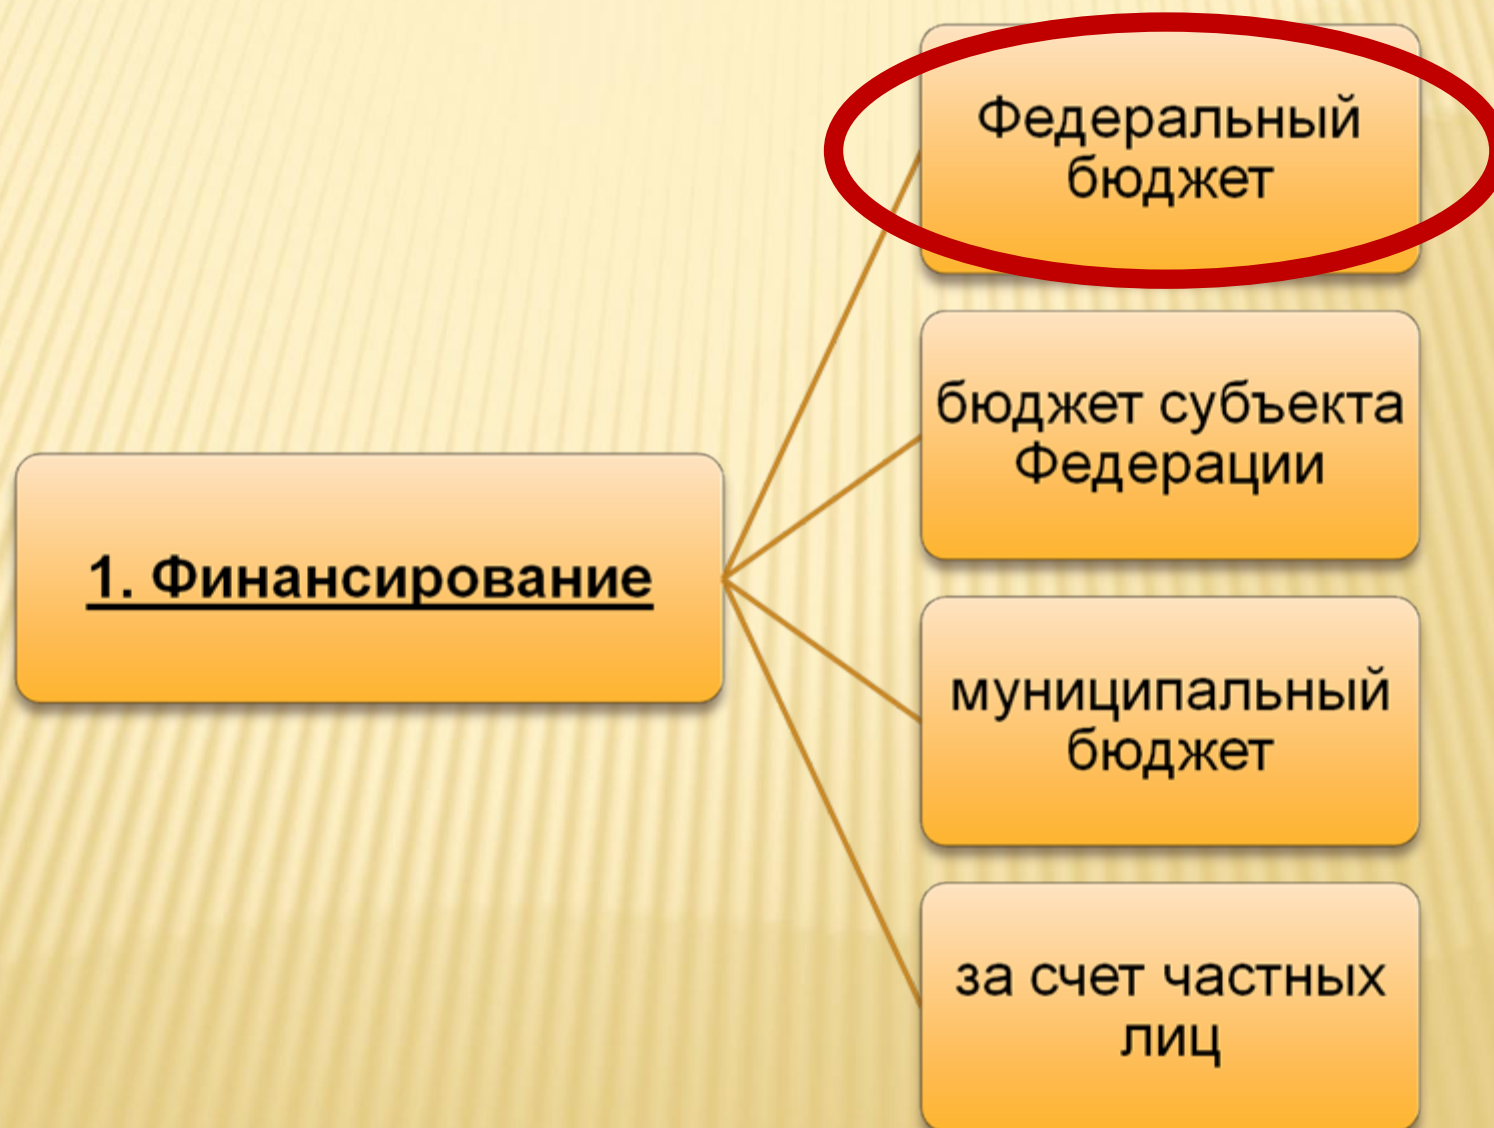 Федеральный
бюджет
бюджет субъекта
Федерации
1. Финансирование
муниципальный
бюджет
за счет частных
лиц